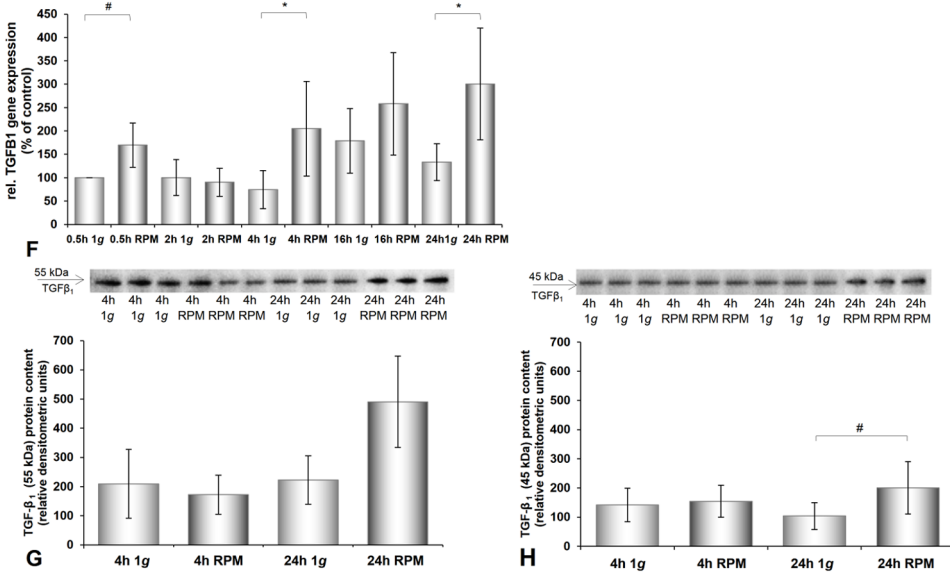 rel. TGFB1 gene expression
(% of control)
450
400
350
300
250
200
150
100
50
0
#
*
*
0.5h 1g
0.5h RPM
2h 1g
2h RPM
4h 1g
4h RPM
16h 1g
16h RPM
24h1g
24h RPM
F
55 kDa
TGFβ1
4h 4h 4h 4h 4h 4h 24h 24h 24h 24h 24h 24h
1g 1g 1g RPM RPM RPM 1g 1g 1g RPM RPM RPM
TGF-β1 (55 kDa) protein content
(relative densitometric units)
700
600
500
400
300
200
100
0
4h 1g
4h RPM
24h 1g
24h RPM
G
45 kDa
TGFβ1
4h 4h 4h 4h 4h 4h 24h 24h 24h 24h 24h 24h
1g 1g 1g RPM RPM RPM 1g 1g 1g RPM RPM RPM
TGF-β1 (45 kDa) protein content
(relative densitometric units)
700
600
500
400
300
200
100
0
#
4h 1g
4h RPM
24h 1g
24h RPM
H